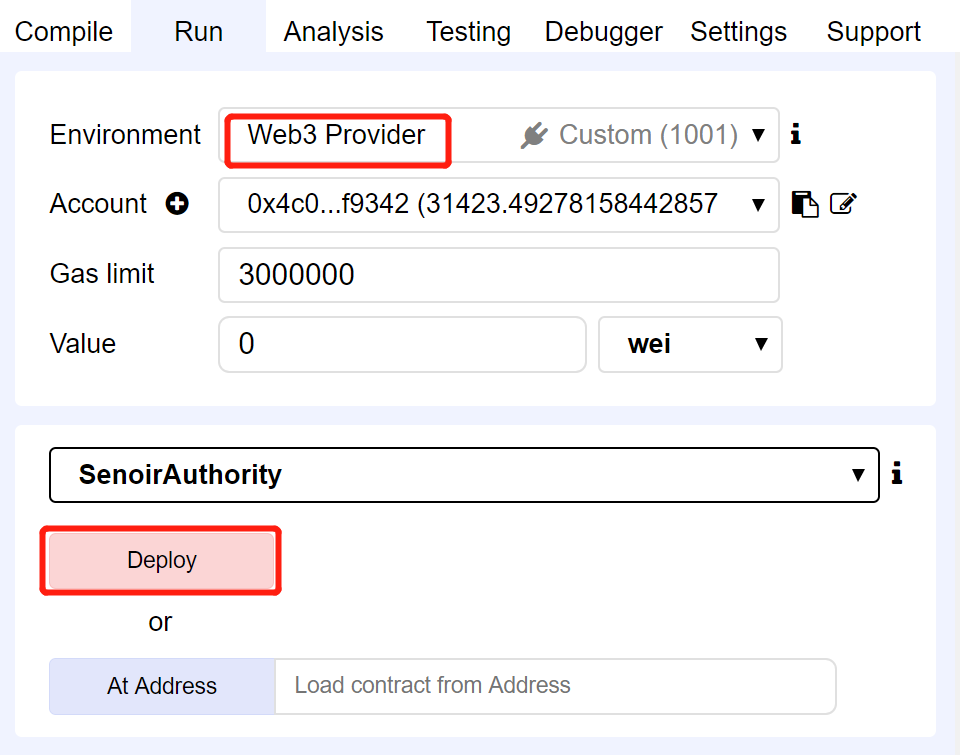 Compile Run Analysis Testing Debugger Settings Support
Environment Web3 Provider Custom (1001)
Account 0x4c0...f9342 (31423.49278158442857
Gas limit 3000000
Value 0 wei
SenoirAuthority
Deploy
or
At Address Load contract from Address